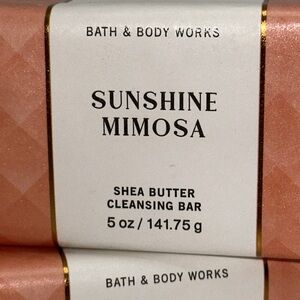 BATH & BODY WORKS
SUNSHINE
MIMOSA
SHEA BUTTER
CLEANSING BAR
5 oz / 141.75 g
BATH & BODY WORKS